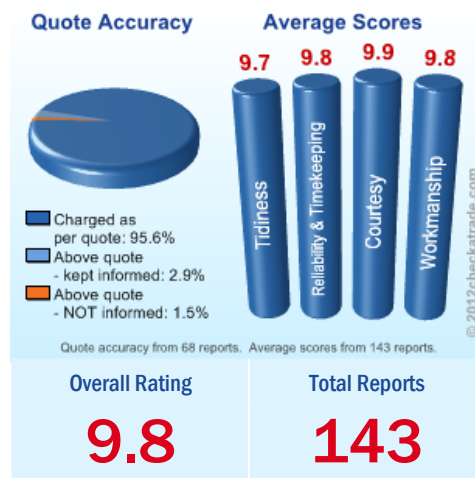 Quote Accuracy
Average Scores
9.7
9.8
9.9
9.8
Tidiness
Reliability & Timekeeping
Courtesy
Workmanship
Charged as
per quote: 95.6%
Above quote
- kept informed: 2.9%
Above quote
- NOT informed: 1.5%
© 2012checkatrade.com
Quote accuracy from 68 reports. Average scores from 143 reports.
Overall Rating
9.8
Total Reports
143